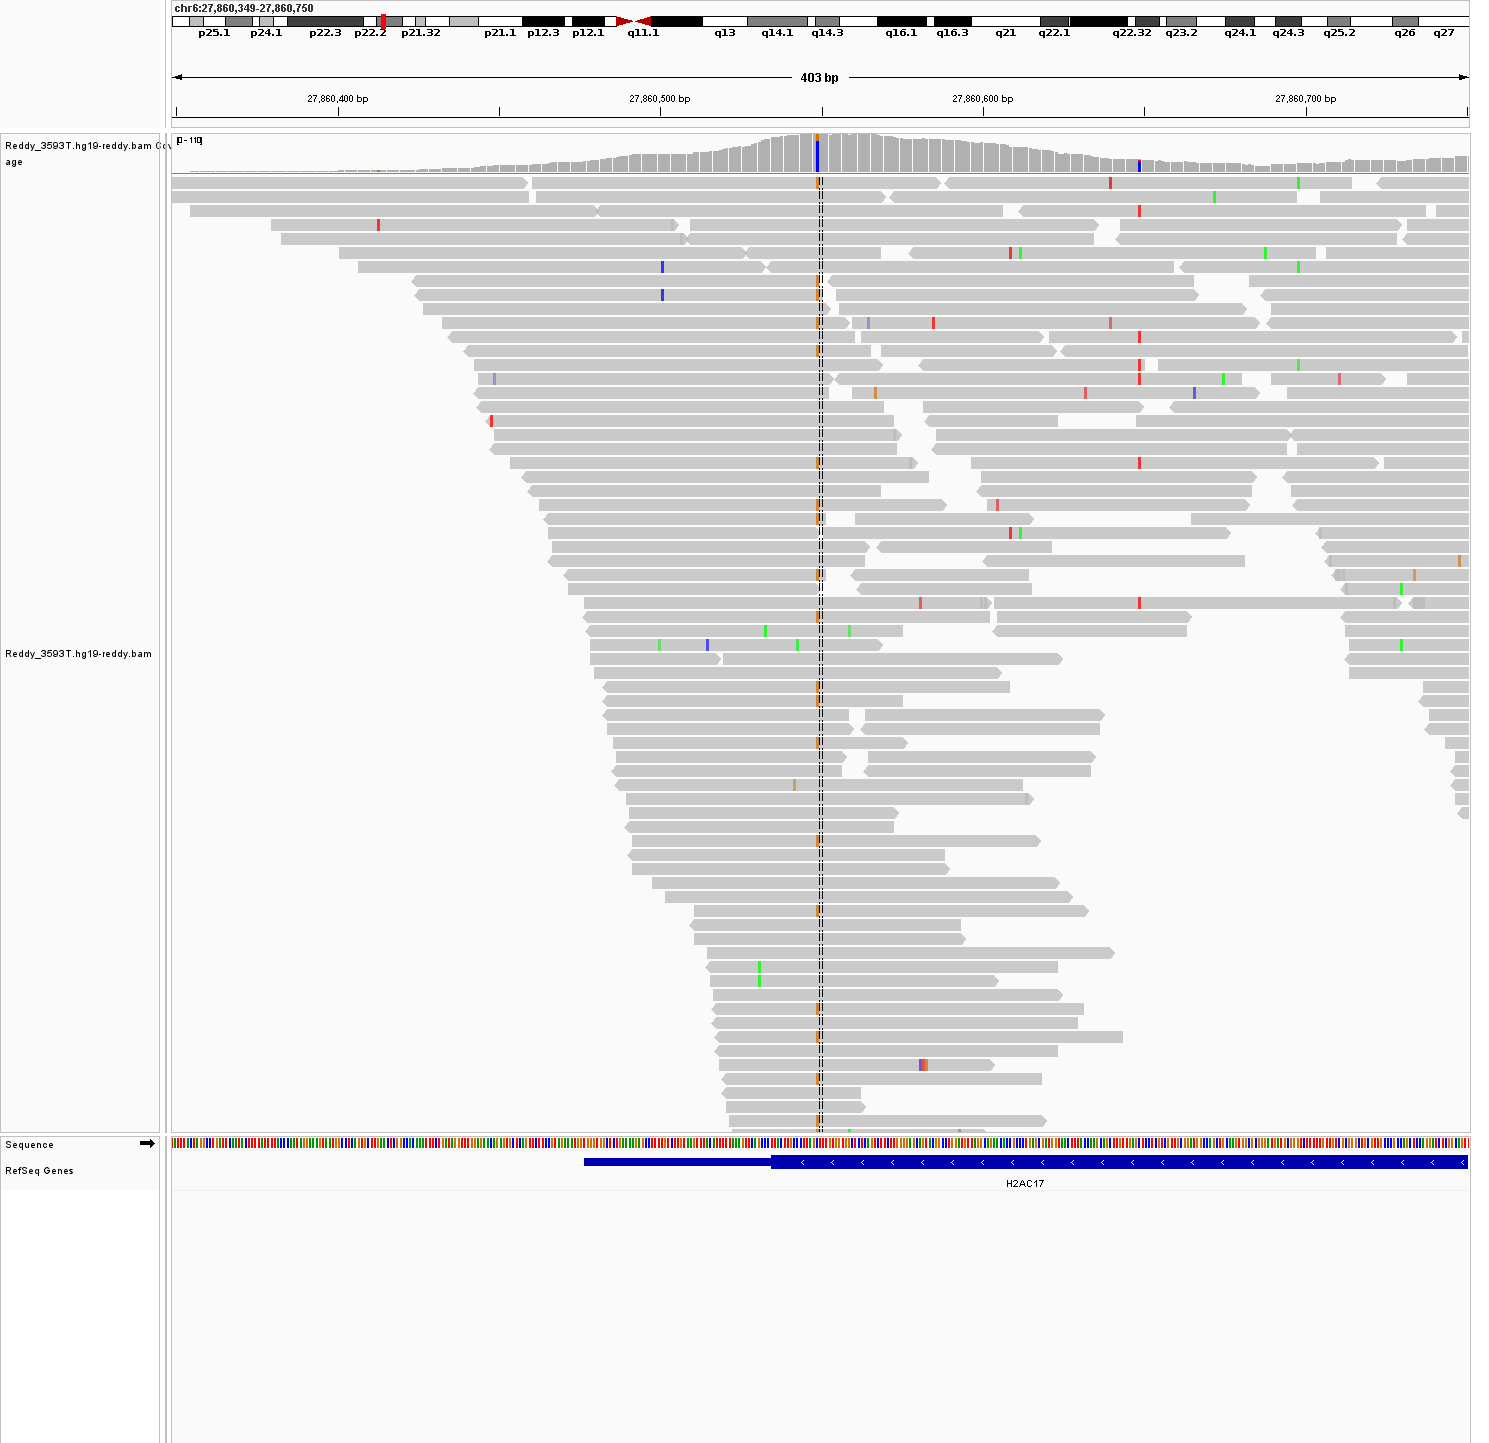 chr6:27,860,349-27,860,750
p25.1 p24.1 p22.3 p22.2 p21.32 p21.1 p12.3 p12.1 q11.1 q13 q14.1 q14.3 q16.1 q16.3 q21 q22.1 q22.32 q23.2 q24.1 q24.3 q25.2 q26 q27
403 bp
27,860,400 bp 27,860,500 bp 27,860,600 bp 27,860,700 bp
[0 - 110]
Reddy_3593T.hg19-reddy.bam Cov
age
Reddy_3593T.hg19-reddy.bam
Sequence
RefSeq Genes
H2AC17